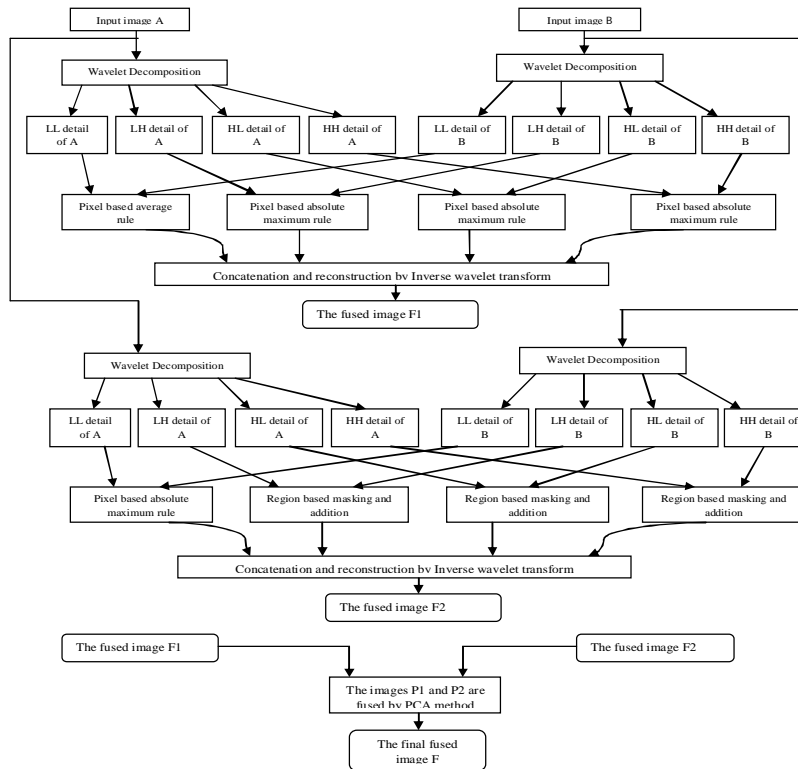 Input image A
Input image B
Wavelet Decomposition
Wavelet Decomposition
LL detail
of A
LH detail of
A
HL detail of
A
HH detail of
A
LL detail of
B
LH detail of
B
HL detail of
B
HH detail of
B
Pixel based average
rule
Pixel based absolute
maximum rule
Pixel based absolute
maximum rule
Pixel based absolute
maximum rule
Concatenation and reconstruction by Inverse wavelet transform
The fused image F1
Wavelet Decomposition
Wavelet Decomposition
LL detail
of A
LH detail
of A
HL detail of
A
HH detail
of A
LL detail of
B
LH detail of
B
HL detail of
B
HH detail of
B
Pixel based absolute
maximum rule
Region based masking and
addition
Region based masking and
addition
Region based masking and
addition
Concatenation and reconstruction by Inverse wavelet transform
The fused image F2
The fused image F1
The fused image F2
The images P1 and P2 are
fused by PCA method
The final fused
image F